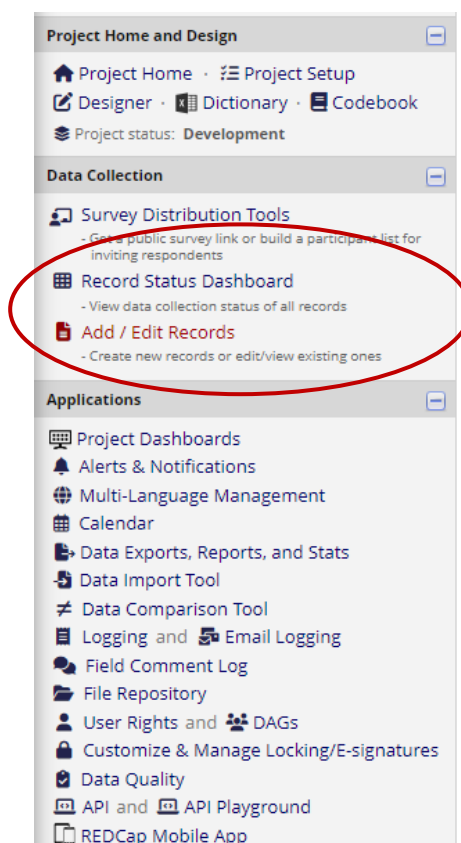 Project Home and Design
Project Home · Project Setup
Designer · Dictionary · Codebook
Project status: Development
Data Collection
Survey Distribution Tools
- Get a public survey link or build a participant list for
inviting respondents
Record Status Dashboard
- View data collection status of all records
Add / Edit Records
- Create new records or edit/view existing ones
Applications
Project Dashboards
Alerts & Notifications
Multi-Language Management
Calendar
Data Exports, Reports, and Stats
Data Import Tool
Data Comparison Tool
Logging and Email Logging
Field Comment Log
File Repository
User Rights and DAGs
Customize & Manage Locking/E-signatures
Data Quality
API and API Playground
REDCap Mobile App